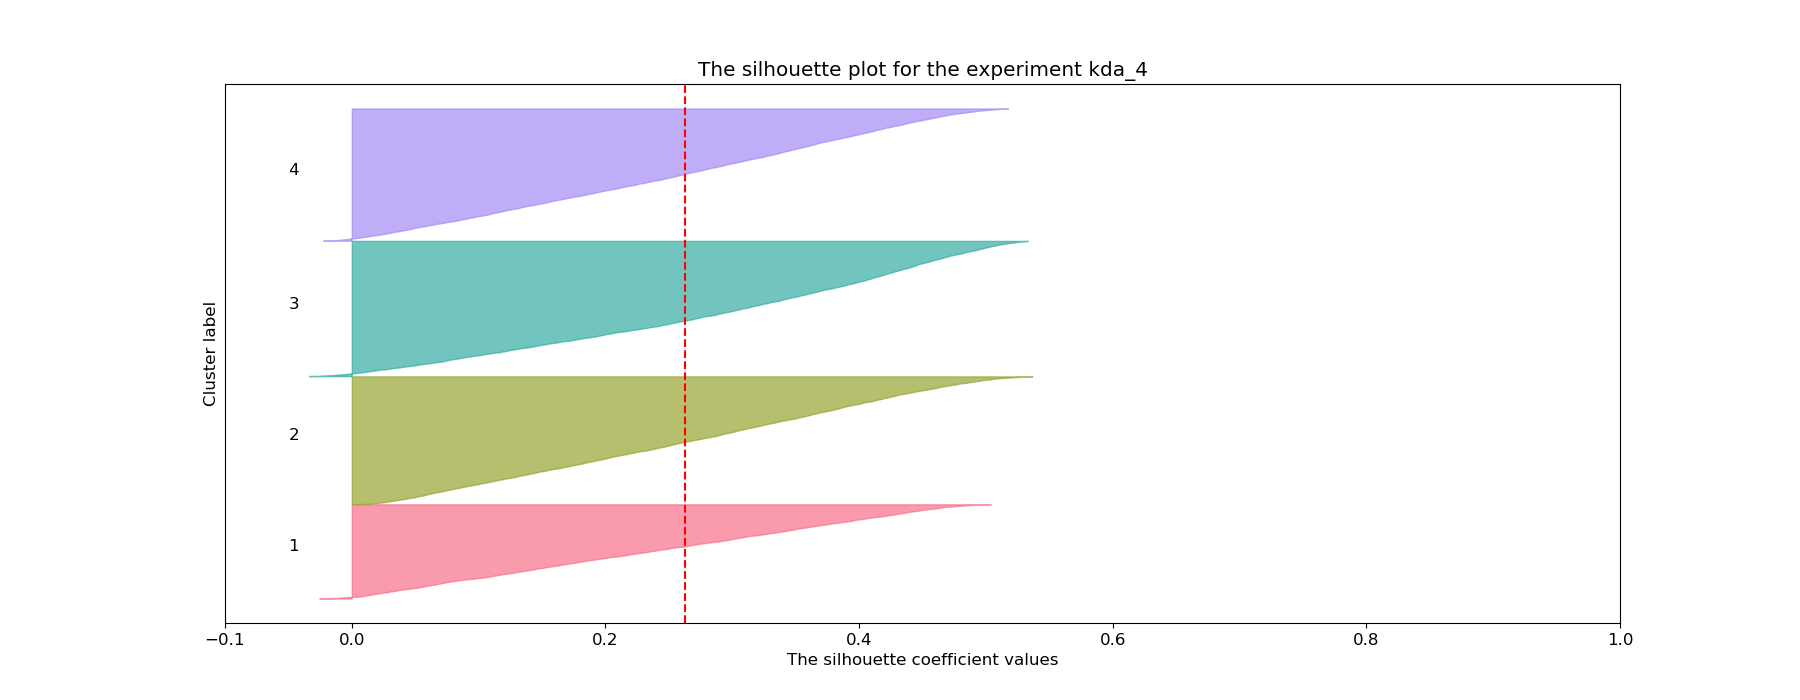 The silhouette plot for the experiment kda_4
4
3
2
1
Cluster label
−0.1 0.0 0.2 0.4 0.6 0.8 1.0
The silhouette coefficient values